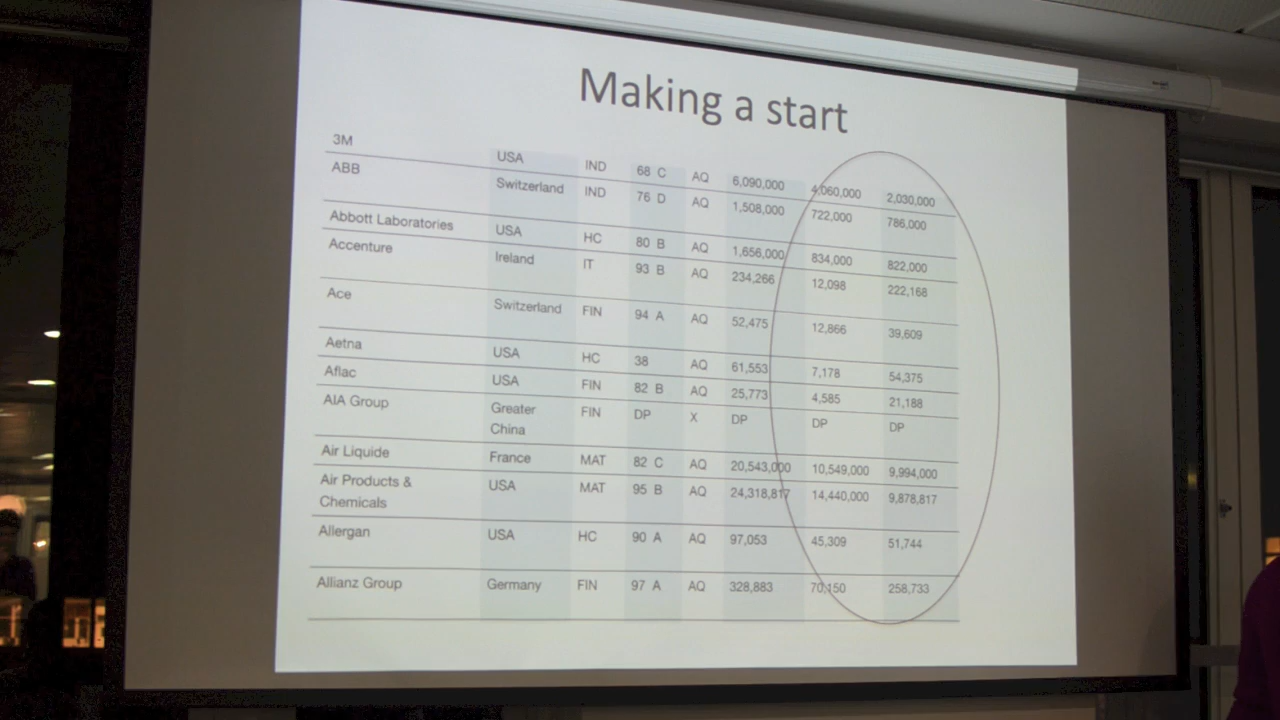 Making a start
3M USA IND 68 C AQ 6,090,000 4,060,000 2,030,000
ABB Switzerland IND 76 D AQ 1,508,000 722,000 786,000
Abbott Laboratories USA HC 80 B AQ 1,656,000 834,000 822,000
Accenture Ireland IT 93 B AQ 234,266 12,098 222,168
Ace Switzerland FIN 94 A AQ 52,475 12,866 39,609
Aetna USA HC 38 AQ 61,553 7,178 54,375
Aflac USA FIN 82 B AQ 25,773 4,585 21,188
AIA Group Greater FIN DP X DP DP DP
China
Air Liquide France MAT 82 C AQ 20,543,000 10,549,000 9,994,000
Air Products & USA MAT 95 B AQ 24,318,817 14,440,000 9,878,817
Chemicals
Allergan USA HC 90 A AQ 97,053 45,309 51,744
Allianz Group Germany FIN 97 A AQ 328,883 70,150 258,733